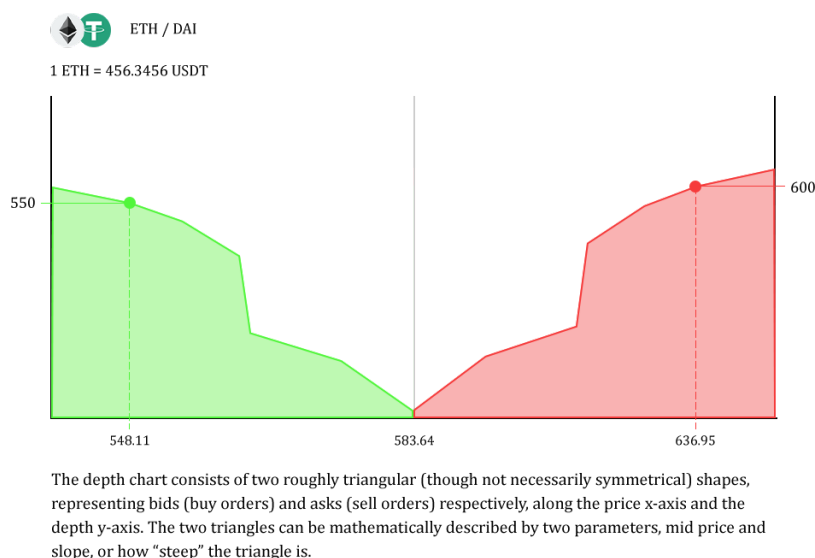 ETH / DAI
1 ETH = 456.3456 USDT
550
600
548.11
583.64
636.95
The depth chart consists of two roughly triangular (though not necessarily symmetrical) shapes,
representing bids (buy orders) and asks (sell orders) respectively, along the price x-axis and the
depth y-axis. The two triangles can be mathematically described by two parameters, mid price and
slope, or how “steep” the triangle is.